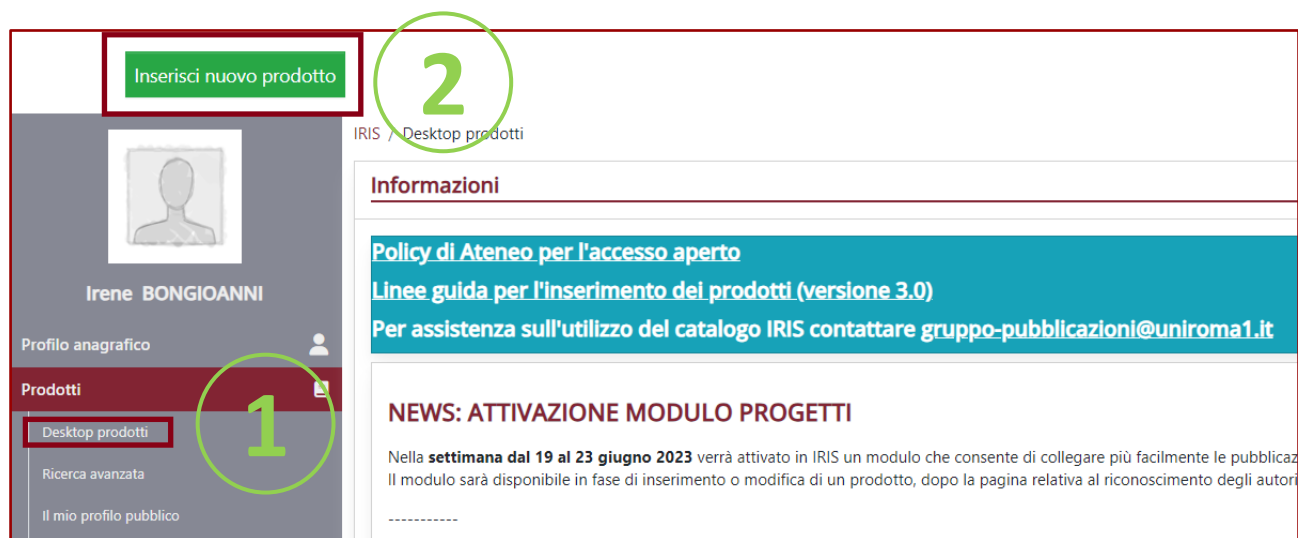 Inserisci nuovo prodotto
2
IRIS / Desktop prodotti
Informazioni
Policy di Ateneo per l'accesso aperto
Linee guida per l'inserimento dei prodotti (versione 3.0)
Per assistenza sull'utilizzo del catalogo IRIS contattare gruppo-pubblicazioni@uniroma1.it
Irene BONGIOANNI
Profilo anagrafico
Prodotti
1
Desktop prodotti
Ricerca avanzata
Il mio profilo pubblico
NEWS: ATTIVAZIONE MODULO PROGETTI
Nella settimana dal 19 al 23 giugno 2023 verrà attivato in IRIS un modulo che consente di collegare più facilmente le pubblicaz
Il modulo sarà disponibile in fase di inserimento o modifica di un prodotto, dopo la pagina relativa al riconoscimento degli autori
-----------